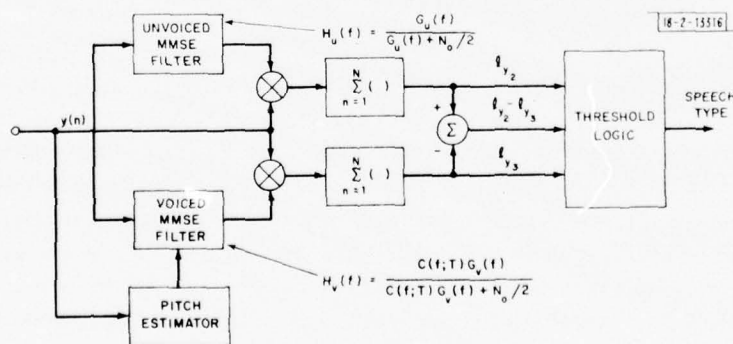 18-2-13316
UNVOICED
MMSE
FILTER
H_u(f) = G_u(f) / (G_u(f) + N_o/2)
y(n)
N
Σ ( )
n = 1
ℓ_y2
+
Σ
-
ℓ_y2 - ℓ_y3
THRESHOLD
LOGIC
SPEECH
TYPE
N
Σ ( )
n = 1
ℓ_y3
VOICED
MMSE
FILTER
H_v(f) = C(f;T) G_v(f) / (C(f;T) G_v(f) + N_o/2)
PITCH
ESTIMATOR